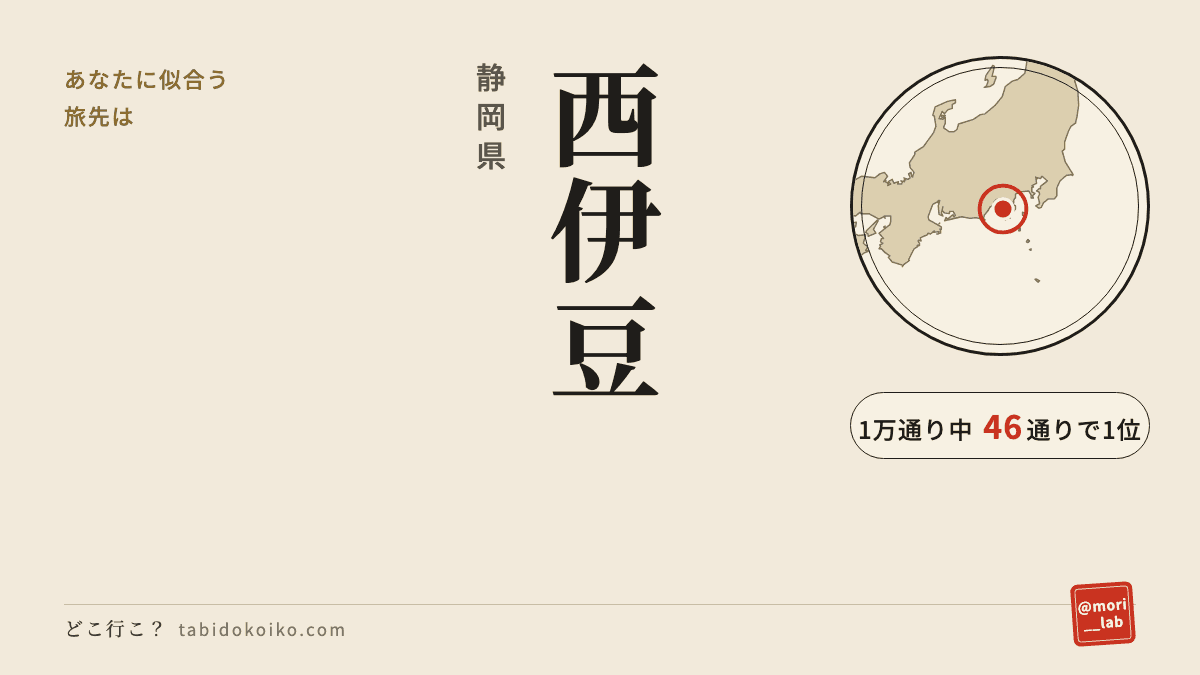 あなたに似合う
旅先は
西伊豆
静岡県
1万通り中 46通りで1位
どこ行こ？ tabidokoiko.com
@mori
__lab